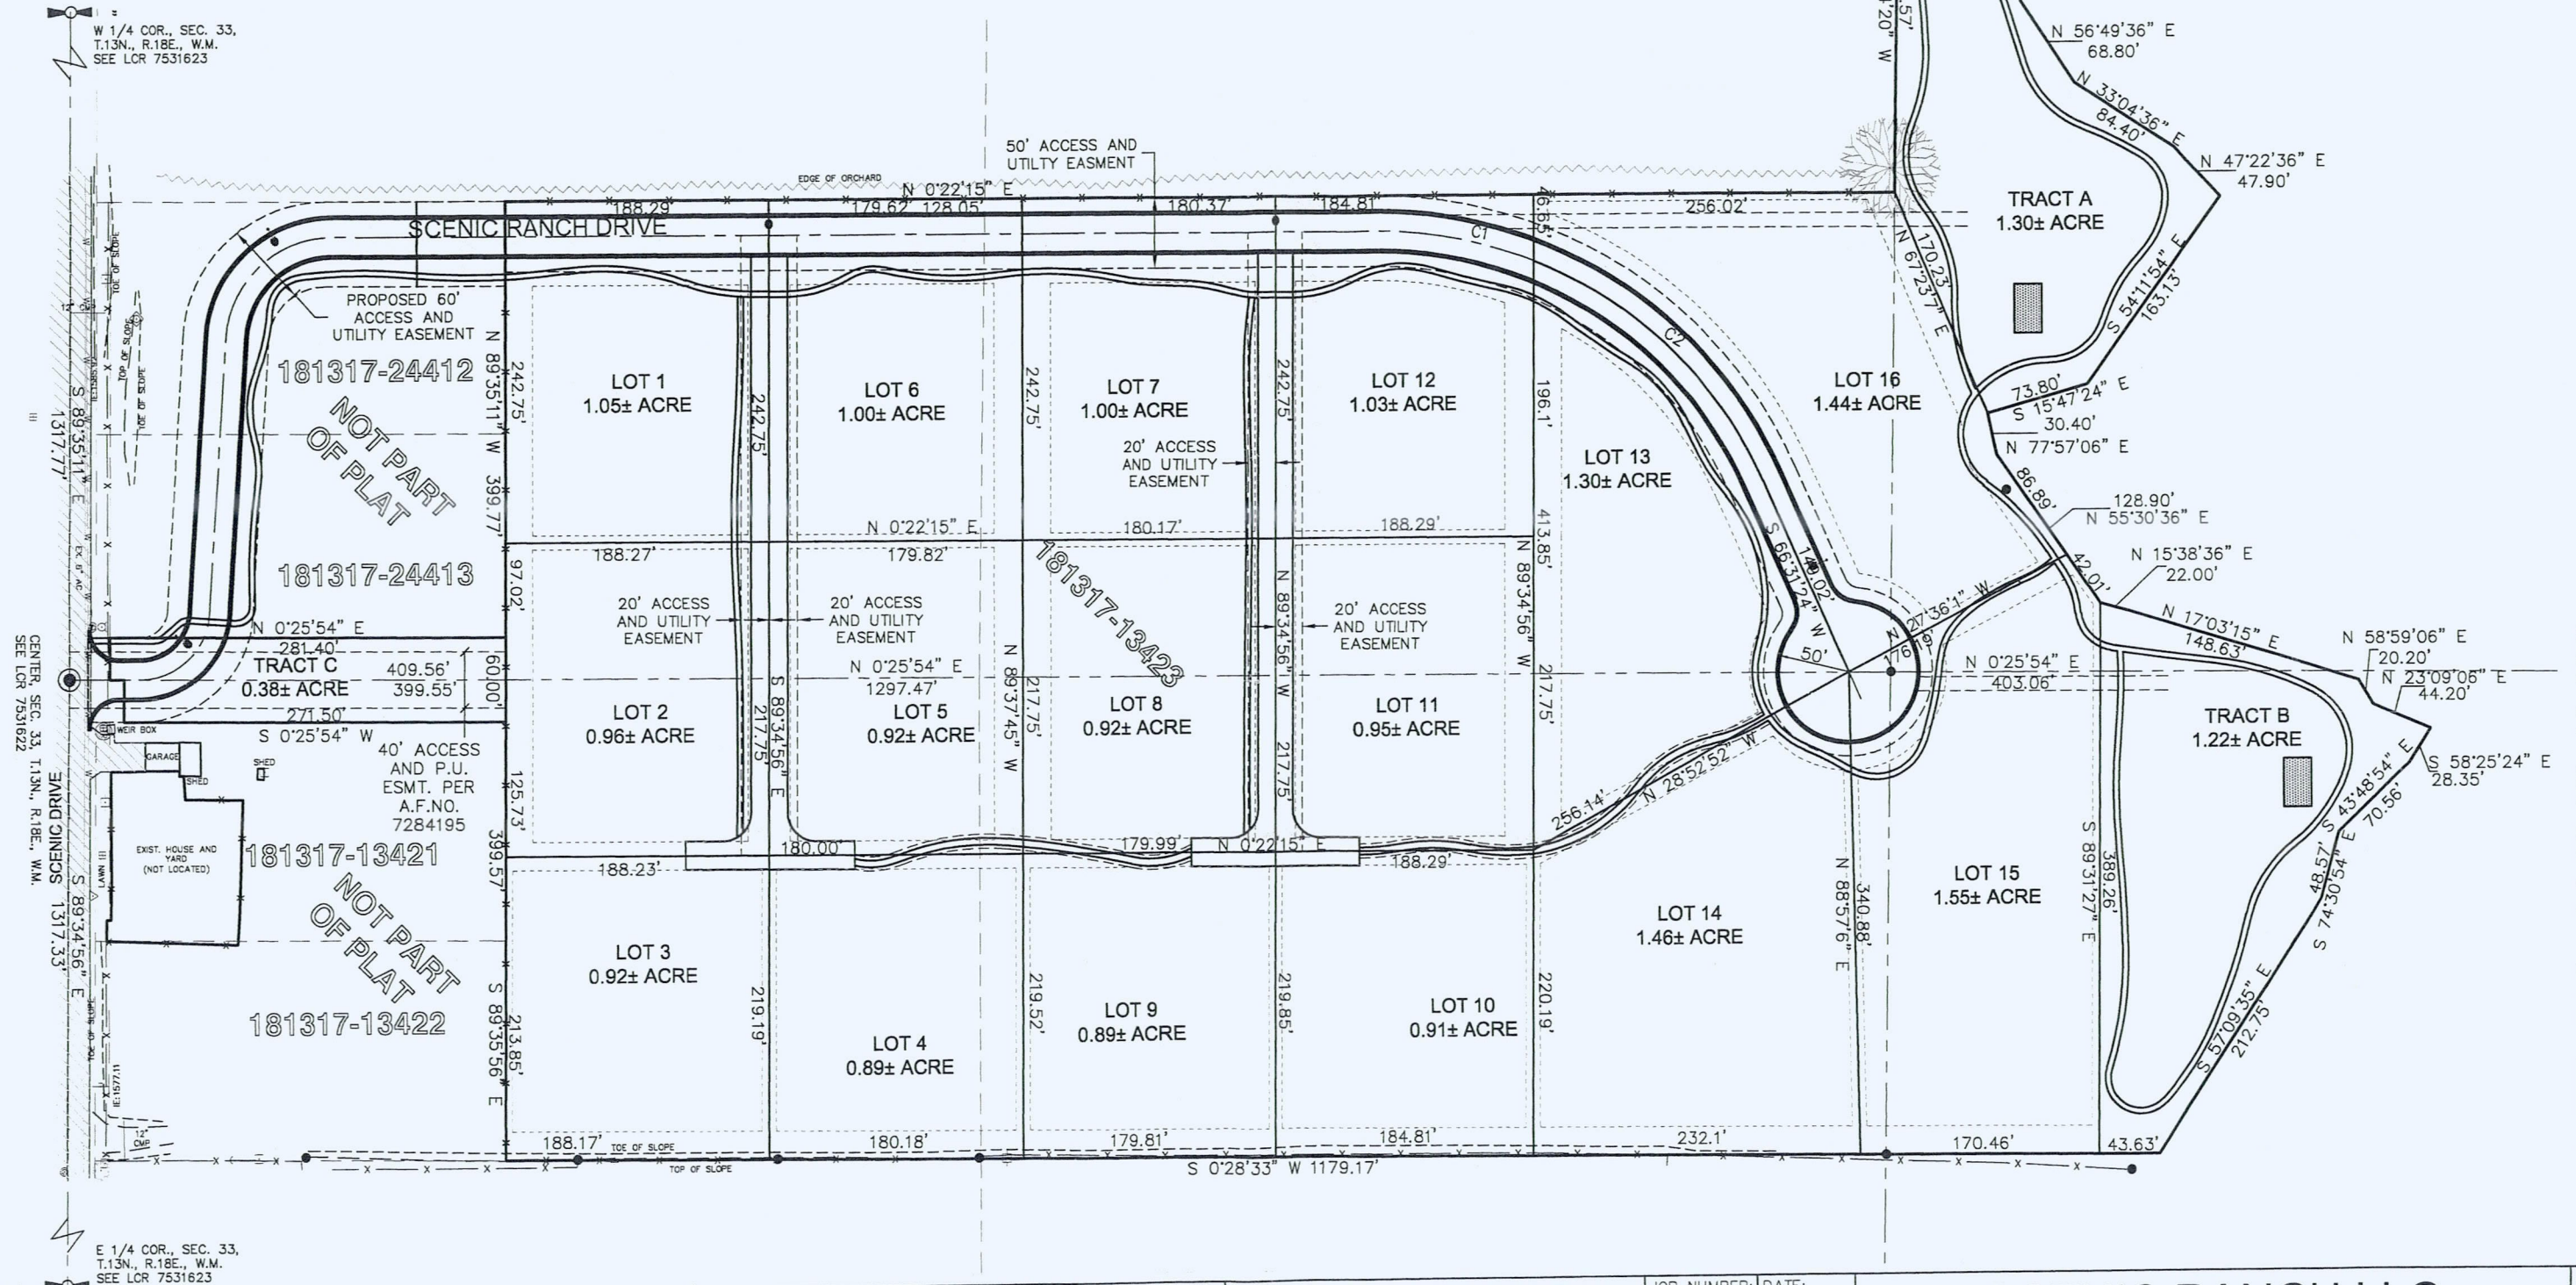 W 1/4 COR., SEC. 33,
T.13N., R.18E., W.M.
SEE LCR 7531623
N 56°49'36" E
68.80'
N 33°04'36" E
84.40'
N 47°22'36" E
47.90'
TRACT A
1.30± ACRE
50' ACCESS AND
UTILTY EASMENT
EDGE OF ORCHARD
N 0°22'15" E
188.29'
179.62'
128.05'
180.37'
184.81'
256.02'
SCENIC RANCH DRIVE
C1
C2
N 67°23'7" E
170.23'
S 54°11'54" E
163.13'
73.80'
S 15°47'24" E
30.40'
N 77°57'06" E
86.89'
128.90'
N 55°30'36" E
42.01'
N 15°38'36" E
22.00'
N 17°03'15" E
148.63'
N 58°59'06" E
20.20'
N 23°09'06" E
44.20'
PROPOSED 60'
ACCESS AND
UTILITY EASEMENT
181317-24412
NOT PART
OF PLAT
181317-24413
TOE OF SLOPE
TOP OF SLOPE
TOE OF SLOPE
S 89°35'11" E
1317.77'
N 89°35'11" W 399.77'
242.75'
97.02'
LOT 1
1.05± ACRE
242.75'
LOT 6
1.00± ACRE
242.75'
LOT 7
1.00± ACRE
20' ACCESS
AND UTILITY
EASEMENT
242.75'
LOT 12
1.03± ACRE
196.1'
413.85'
N 89°34'56" W
LOT 13
1.30± ACRE
LOT 16
1.44± ACRE
N 0°22'15" E
188.27'
179.82'
180.17'
188.29'
181317-13423
20' ACCESS
AND UTILITY
EASEMENT
20' ACCESS
AND UTILITY
EASEMENT
20' ACCESS
AND UTILITY
EASEMENT
N 89°34'56" W
S 66°31'24" W
50'
N 0°25'54" E
403.06'
N 0°25'54" E
281.40'
TRACT C
0.38± ACRE
409.56'
399.55'
60.00'
271.50'
S 0°25'54" W
CENTER, SEC. 33, T.13N., R.18E., W.M.
SEE LCR 7531622
WEIR BOX
GARAGE
SHED
SHED
40' ACCESS
AND P.U.
ESMT. PER
A.F.NO.
7284195
EXIST. HOUSE AND
YARD
(NOT LOCATED)
LAWN
SCENIC DRIVE
S 89°34'56" E
1317.33'
181317-13421
NOT PART
OF PLAT
181317-13422
125.73'
399.57'
S 89°35'56" E
213.85'
LOT 2
0.96± ACRE
217.75'
S 89°34'56" E
N 0°25'54" E
1297.47'
LOT 5
0.92± ACRE
N 89°37'45" W
217.75'
LOT 8
0.92± ACRE
217.75'
LOT 11
0.95± ACRE
217.75'
256.14'
N 28°52'52" W
TRACT B
1.22± ACRE
S 58°25'24" E
28.35'
S 43°48'54" E
70.56'
S 74°30'54" E
48.57'
S 57°09'35" E
212.75'
188.23'
180.00'
179.99'
N 0°22'15" E
188.29'
LOT 3
0.92± ACRE
219.19'
LOT 4
0.89± ACRE
219.52'
LOT 9
0.89± ACRE
219.85'
LOT 10
0.91± ACRE
220.19'
LOT 14
1.46± ACRE
N 88°57'6" E
340.88'
LOT 15
1.55± ACRE
S 89°31'27" E
389.26'
IE:1577.11
12"
CMP
TOE OF SLOPE
188.17'
TOE OF SLOPE
TOP OF SLOPE
180.18'
179.81'
184.81'
232.1'
170.46'
43.63'
S 0°28'33" W 1179.17'
E 1/4 COR., SEC. 33,
T.13N., R.18E., W.M.
SEE LCR 7531623